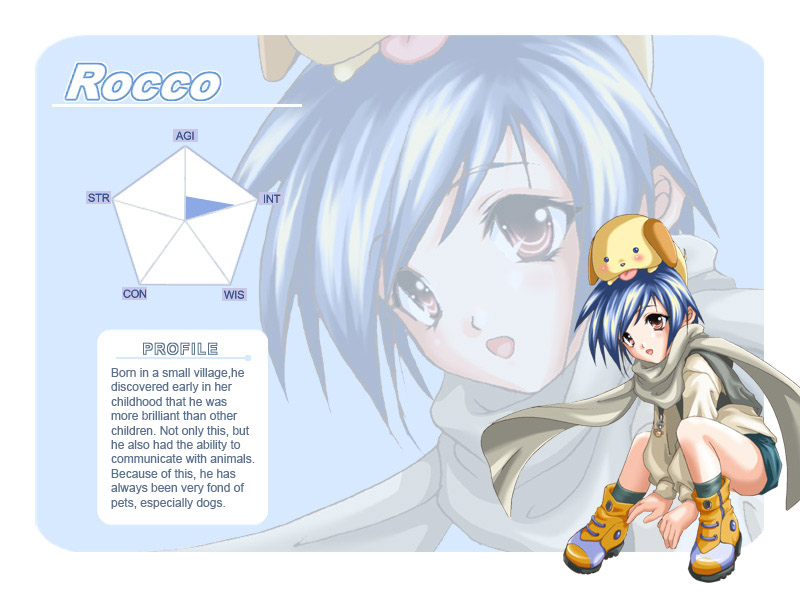 Rocco
AGI
STR
INT
CON
WIS
PROFILE
Born in a small village,he
discovered early in her
childhood that he was
more brilliant than other
children. Not only this, but
he also had the ability to
communicate with animals.
Because of this, he has
always been very fond of
pets, especially dogs.